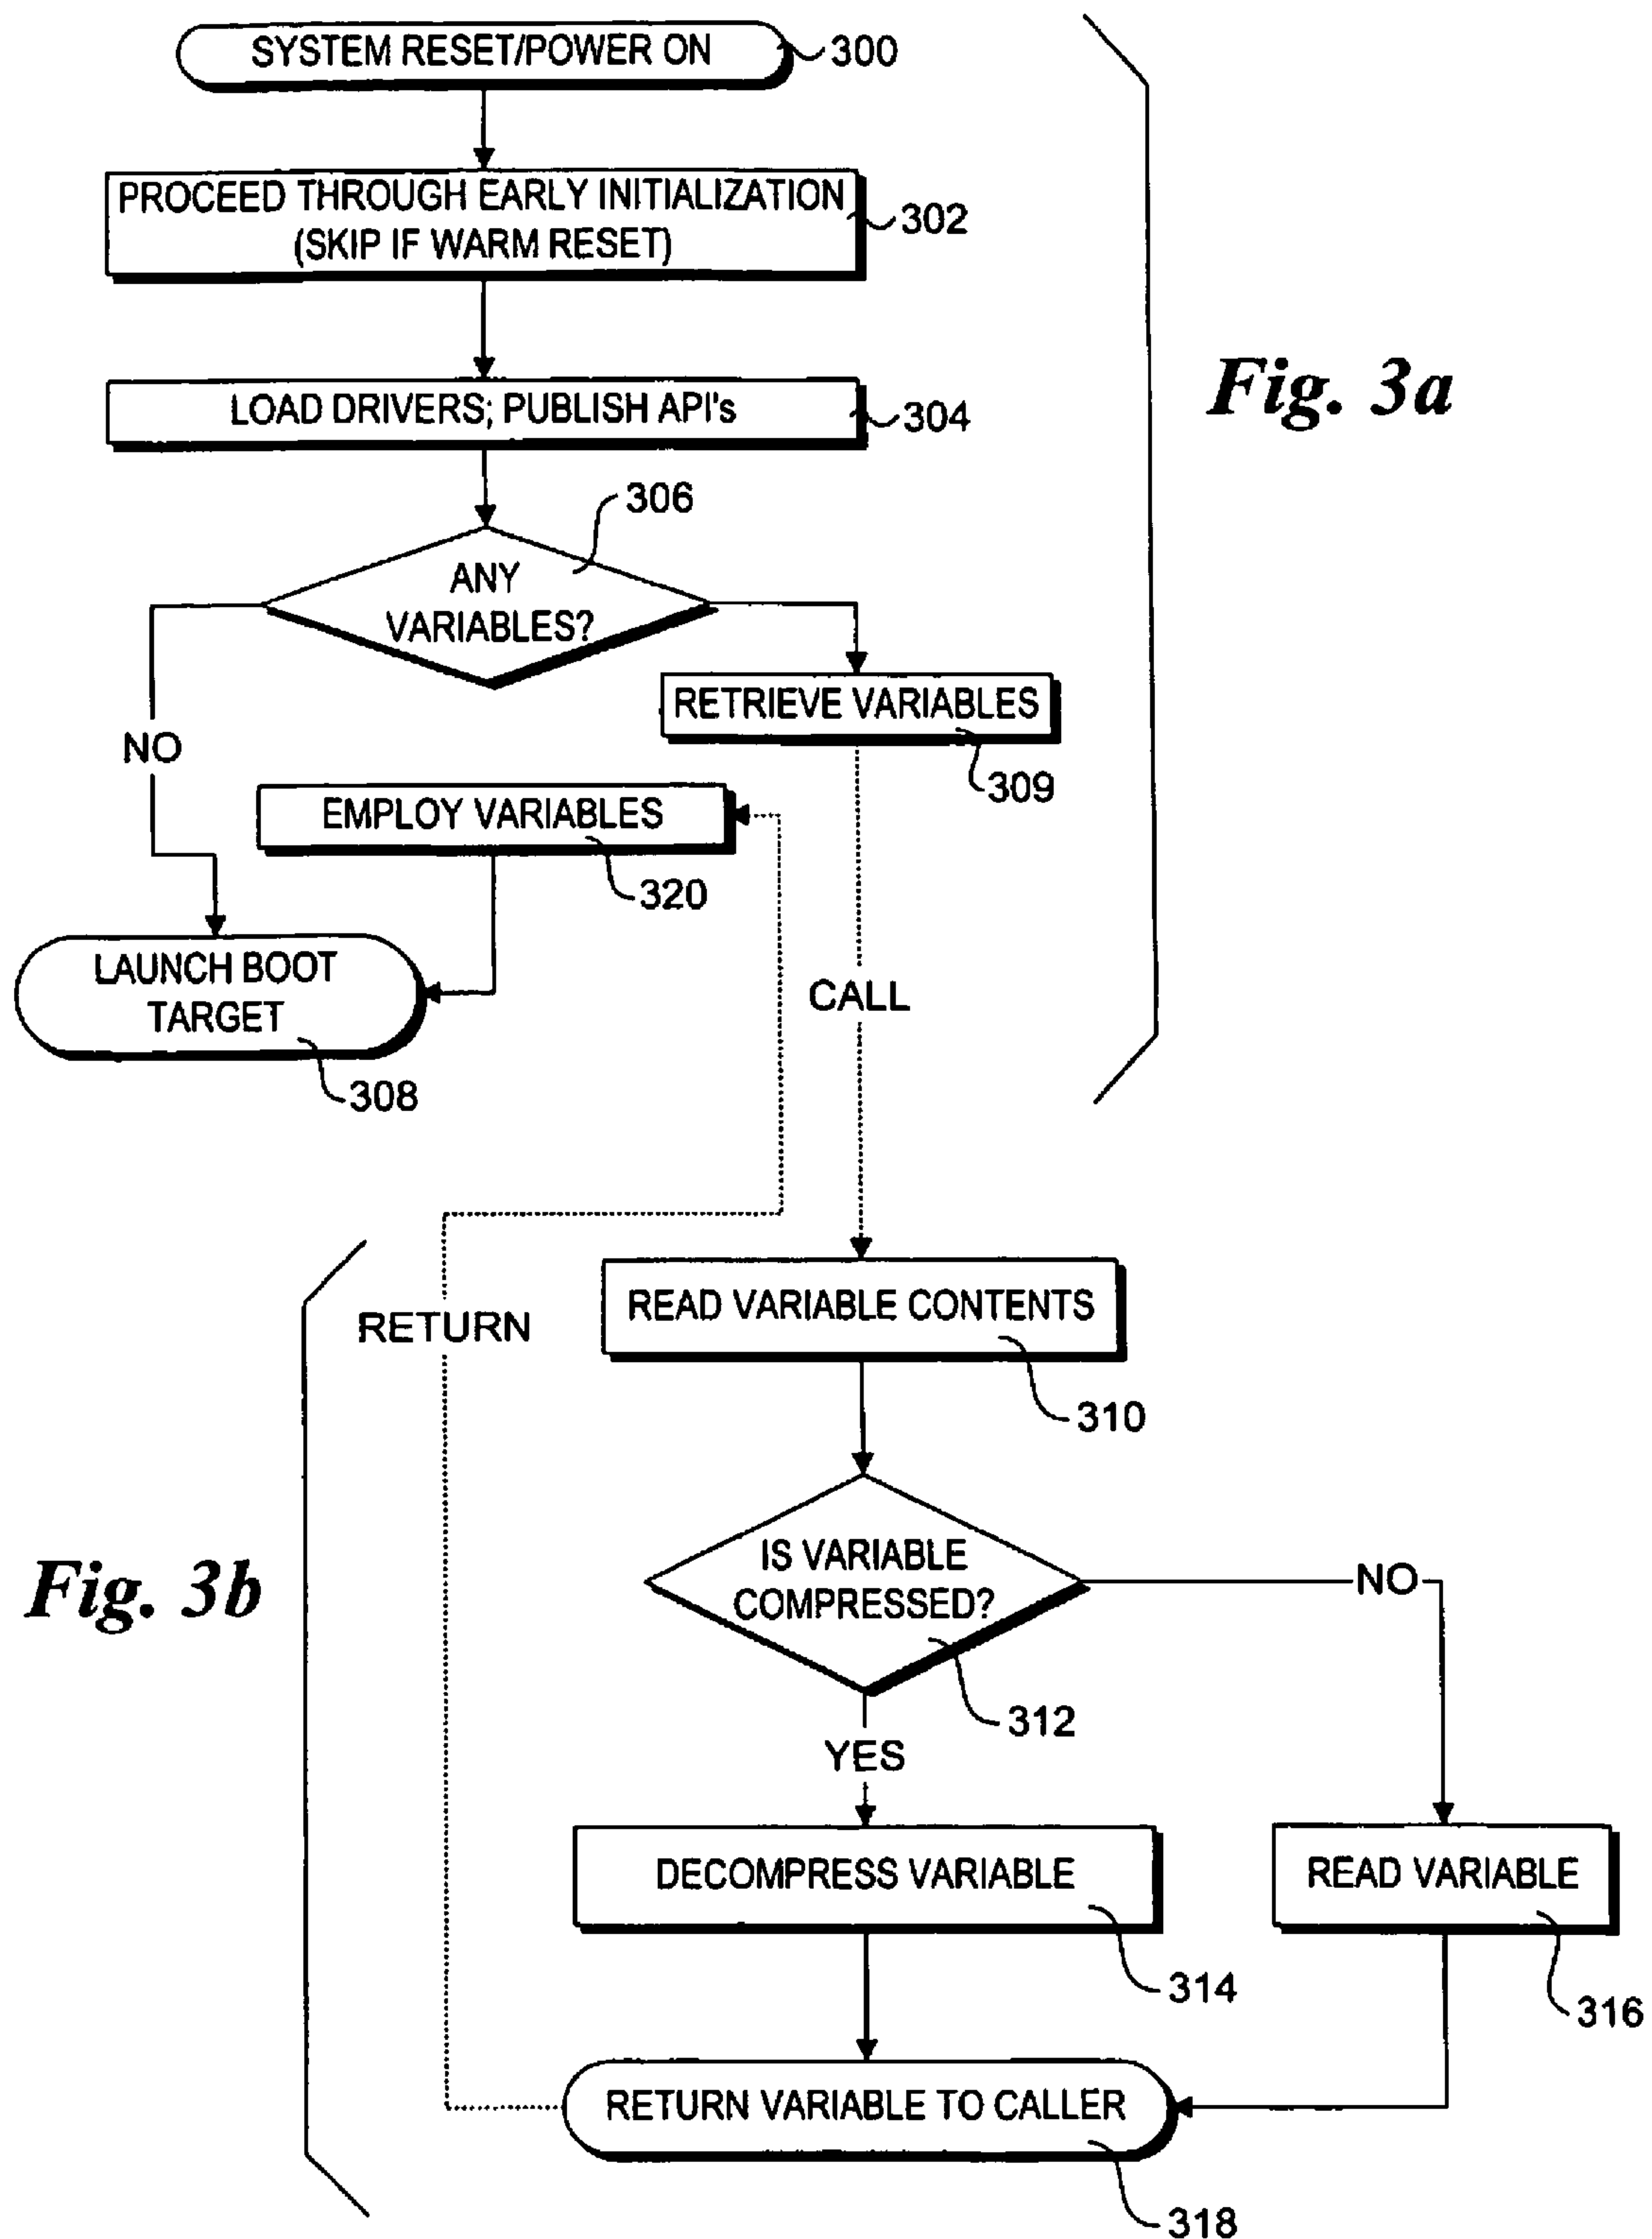 SYSTEM RESET/POWER ON
300
PROCEED THROUGH EARLY INITIALIZATION
(SKIP IF WARM RESET)
302
Fig. 3a
LOAD DRIVERS; PUBLISH API's
304
306
ANY
VARIABLES?
RETRIEVE VARIABLES
NO
309
EMPLOY VARIABLES
320
LAUNCH BOOT
TARGET
CALL
308
READ VARIABLE CONTENTS
RETURN
310
Fig. 3b
IS VARIABLE
COMPRESSED?
NO
312
YES
DECOMPRESS VARIABLE
READ VARIABLE
314
316
RETURN VARIABLE TO CALLER
318